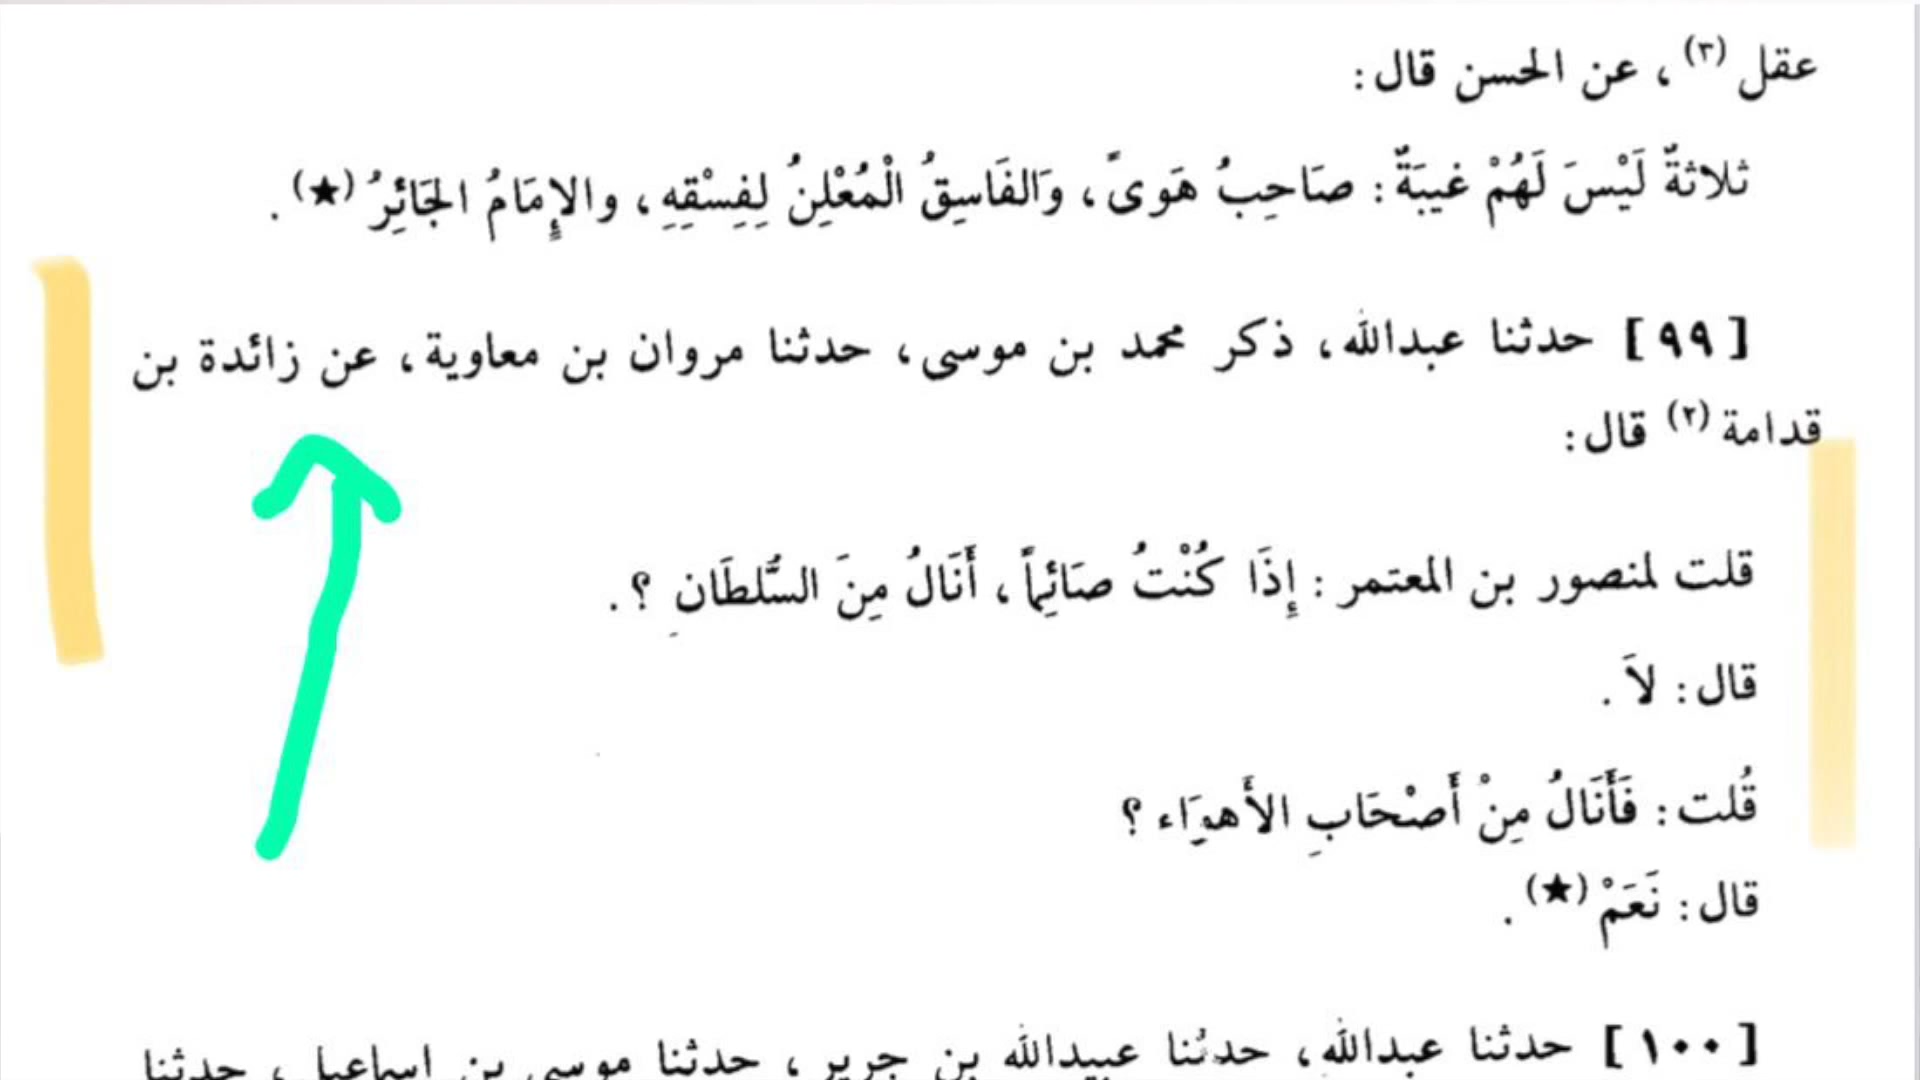 عقل (٣) ، عن الحسن قال :
ثلاثةٌ لَيْسَ لَهُمْ غيبَةٌ : صَاحِبُ هَوىً ، وَالفَاسِقُ الْمُعْلِنُ لِفِسْقِهِ ، والإِمَامُ الجَائِرُ (★) .
[ ٩٩ ] حدثنا عبدالله ، ذكر محمد بن موسى ، حدثنا مروان بن معاوية ، عن زائدة بن
قدامة (٢) قال :
قلت لمنصور بن المعتمر : إِذَا كُنْتُ صَائِماً ، أَنَالُ مِنَ السُّلطَانِ ؟ .
قال : لاَ .
قُلت : فَأَنَالُ مِنْ أَصْحَابِ الأَهوَاء ؟
قال : نَعَمْ (★) .
[ ١٠٠ ] حدثنا عبدالله ، حدثنا عبيدالله بن جرير ، حدثنا موسى بن اسماعيل ، حدثنا